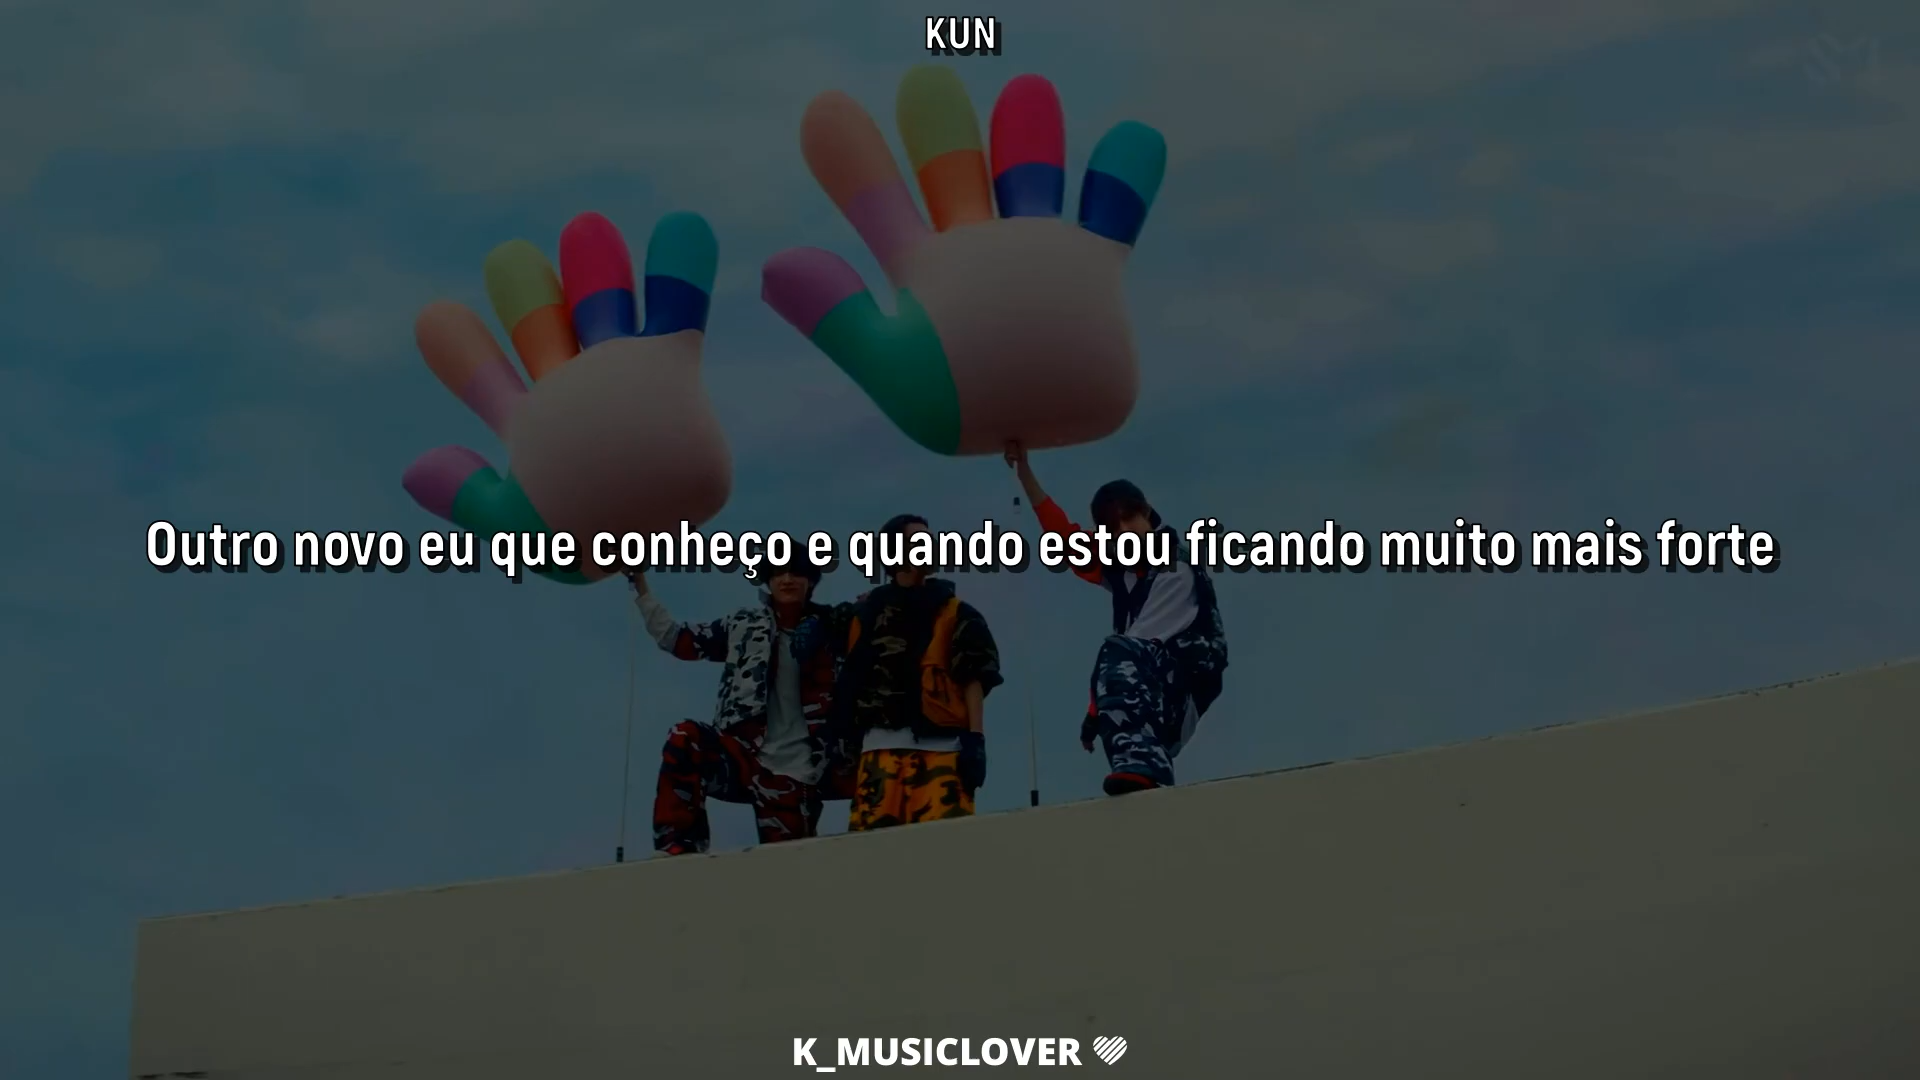 KUN
Outro novo eu que conheço e quando estou ficando muito mais forte
K_MUSICLOVER